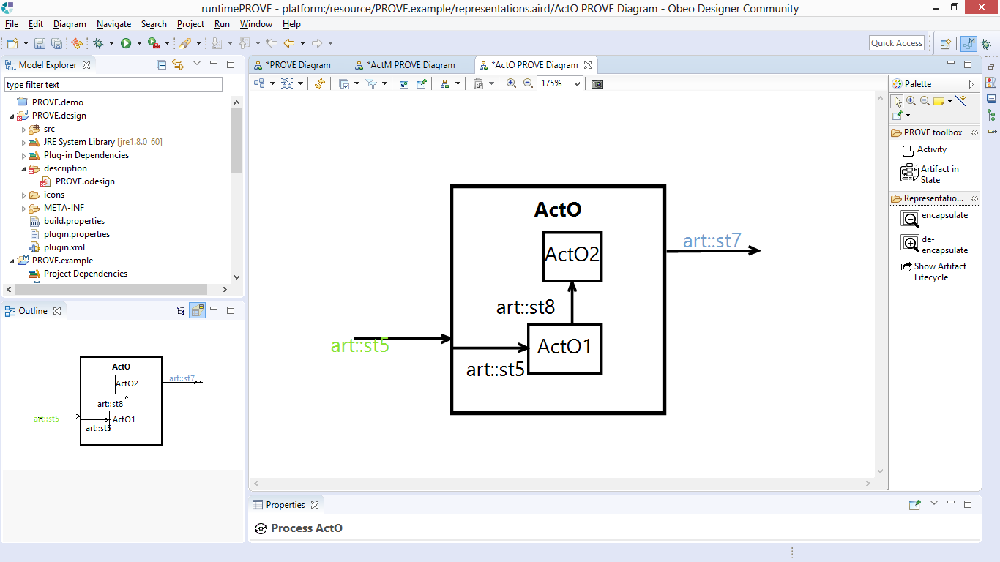 runtimePROVE - platform:/resource/PROVE.example/representations.aird/ActO PROVE Diagram - Obeo Designer Community
File Edit Diagram Navigate Search Project Run Window Help
Quick Access
Model Explorer
type filter text
PROVE.demo
PROVE.design
src
JRE System Library [jre1.8.0_60]
Plug-in Dependencies
description
PROVE.odesign
icons
META-INF
build.properties
plugin.properties
plugin.xml
PROVE.example
Project Dependencies
Outline
ActO
ActO2
art::st7
art::st8
art::st5
ActO1
art::st5
*PROVE Diagram *ActM PROVE Diagram *ActO PROVE Diagram
175%
ActO
ActO2
art::st7
art::st8
art::st5
ActO1
art::st5
Palette
PROVE toolbox
Activity
Artifact in
State
Representatio...
encapsulate
de-
encapsulate
Show Artifact
Lifecycle
Properties
Process ActO